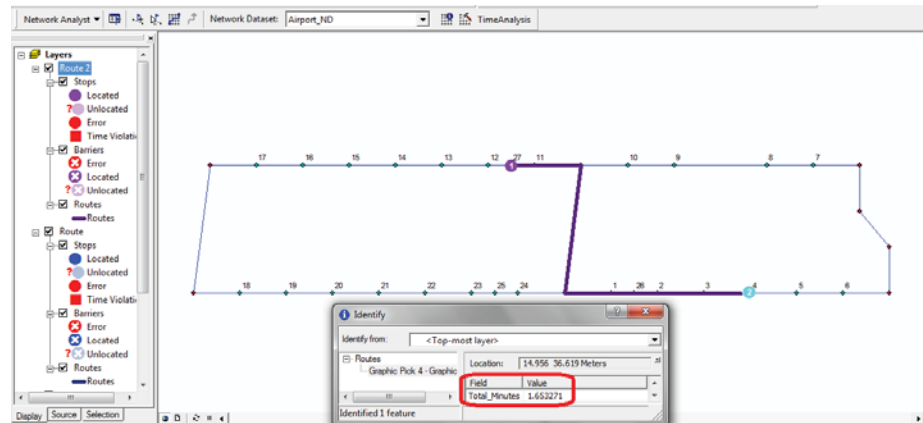 Network Analyst Network Dataset: Airport_ND TimeAnalysis
Layers
Route 2
Stops
Located
? Unlocated
Error
Time Violati
Barriers
Error
Located
? Unlocated
Routes
Routes
Route
Stops
Located
? Unlocated
Error
Time Violati
Barriers
Error
Located
? Unlocated
Routes
Routes
Display Source Selection
17 16 15 14 13 12 27 11 10 9 8 7
1
18 19 20 21 22 23 25 24 1 26 2 3 4 5 6
2
Identify
Identify from: <Top-most layer>
Routes
Graphic Pick 4 - Graphic
Location: 14.956 36.619 Meters
Field Value
Total_Minutes 1.653271
Identified 1 feature